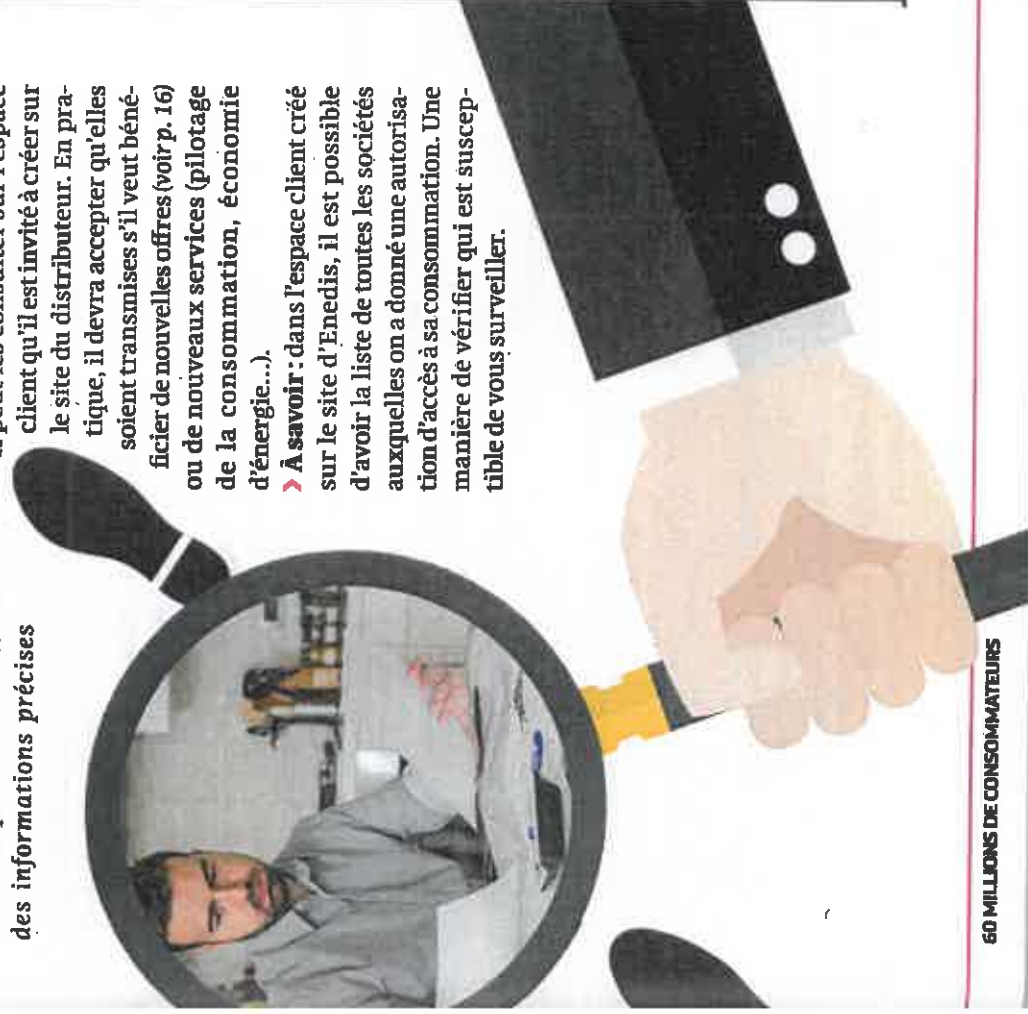 des informations précises
client qu'il est invité à créer sur
le site du distributeur. En pra-
tique, il devra accepter qu'elles
soient transmises s'il veut béné-
ficier de nouvelles offres (voir p. 16)
ou de nouveaux services (pilotage
de la consommation, économie
d'énergie...).
› À savoir : dans l'espace client créé
sur le site d'Enedis, il est possible
d'avoir la liste de toutes les sociétés
auxquelles on a donné une autorisa-
tion d'accès à sa consommation. Une
manière de vérifier qui est suscep-
tible de vous surveiller.
60 MILLIONS DE CONSOMMATEURS